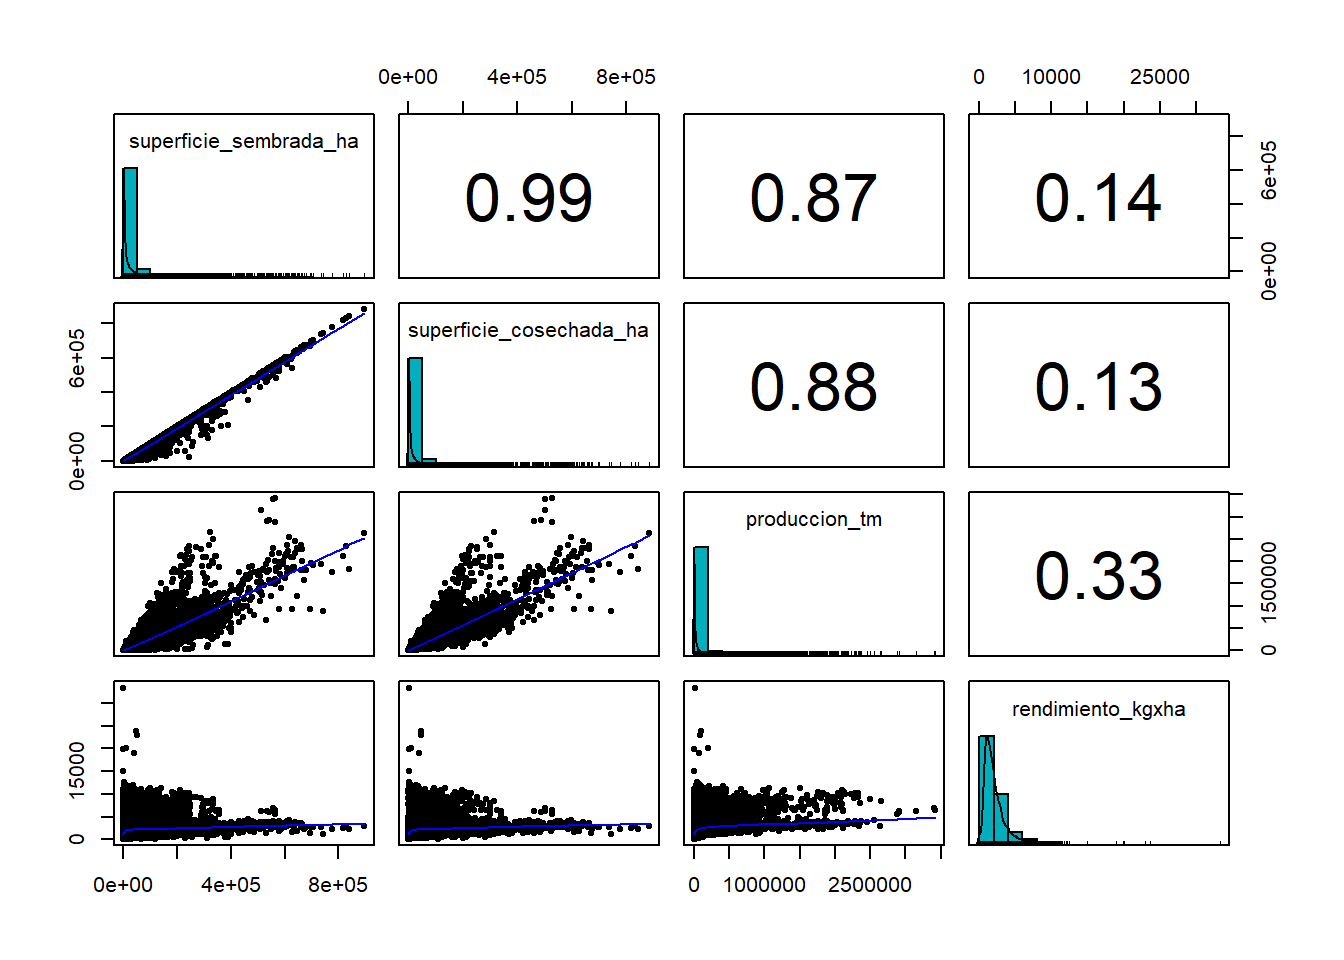 0e+00 4e+05 8e+05 0 10000 25000
superficie_sembrada_ha
0.99 0.87 0.14
0e+00 6e+05
superficie_cosechada_ha
0e+00 6e+05
0.88 0.13
produccion_tm
0.33
0 1500000
rendimiento_kgxha
0 15000
0e+00 4e+05 8e+05 0 1000000 2500000